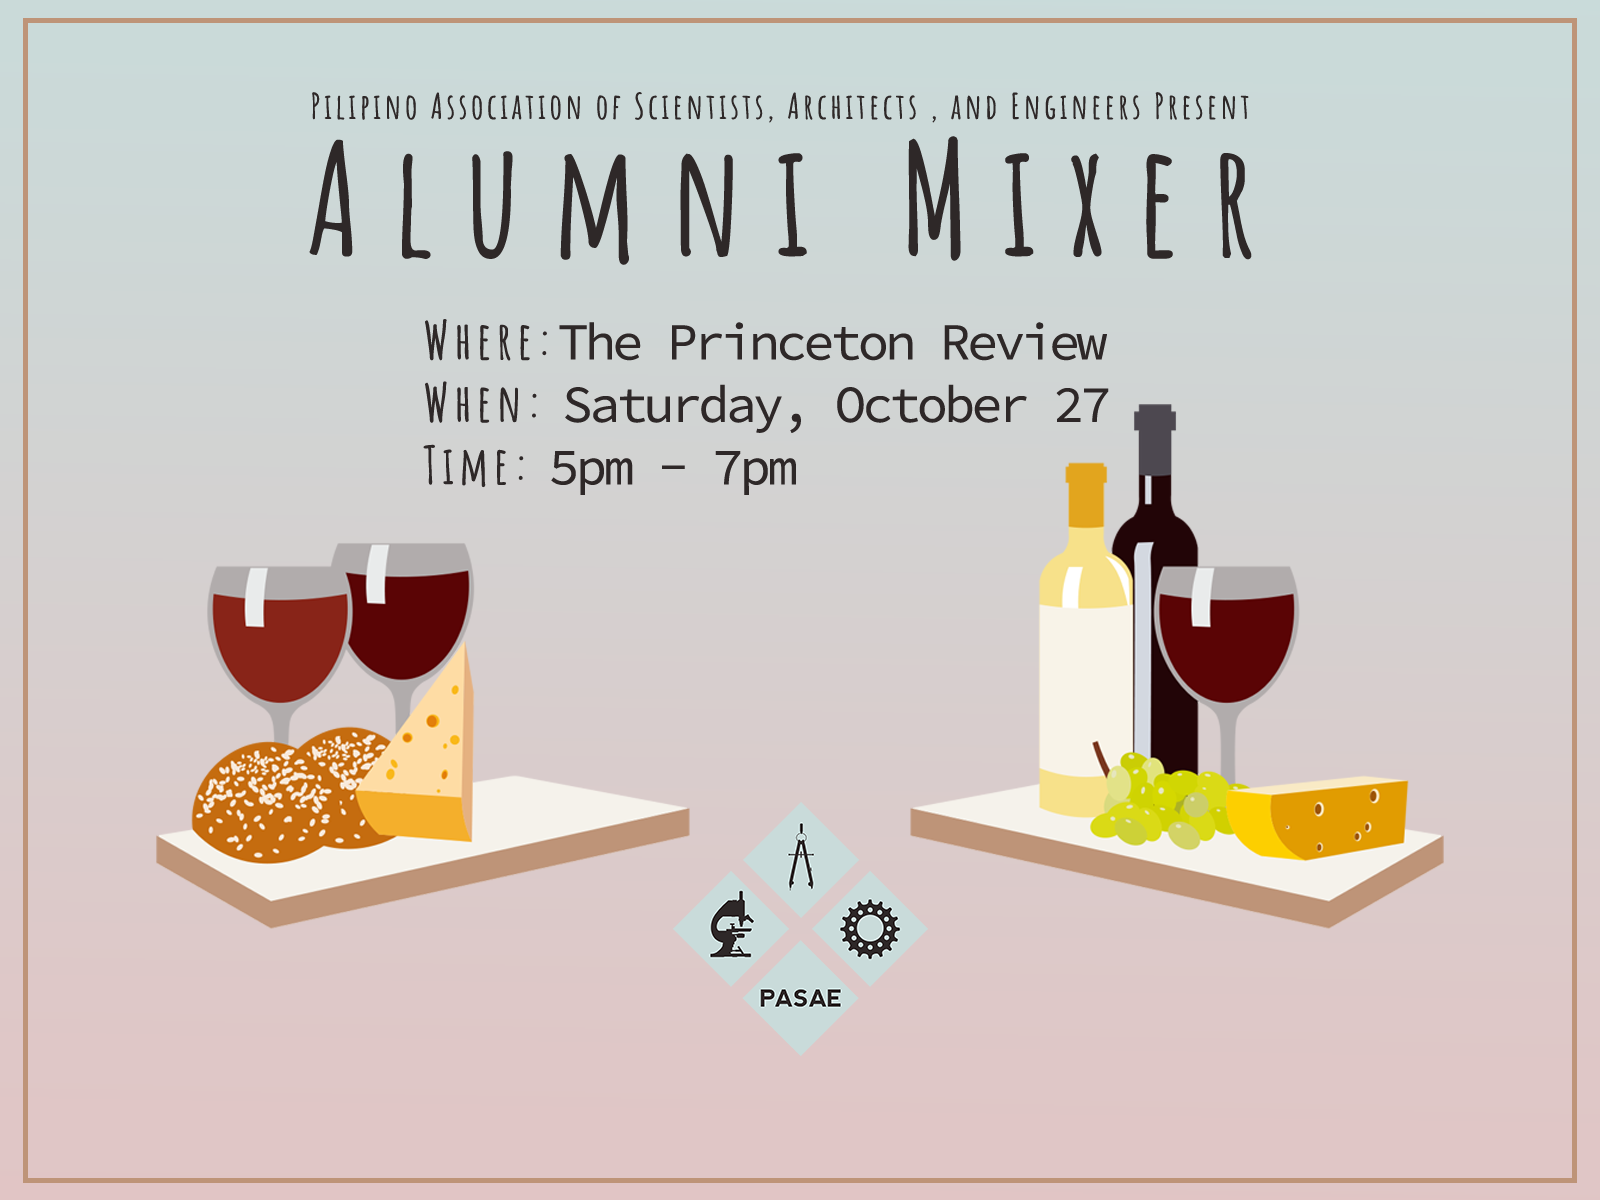 Pilipino Association of Scientists, Architects , and Engineers Present
Alumni Mixer
Where: The Princeton Review
When: Saturday, October 27
Time: 5pm - 7pm
PASAE